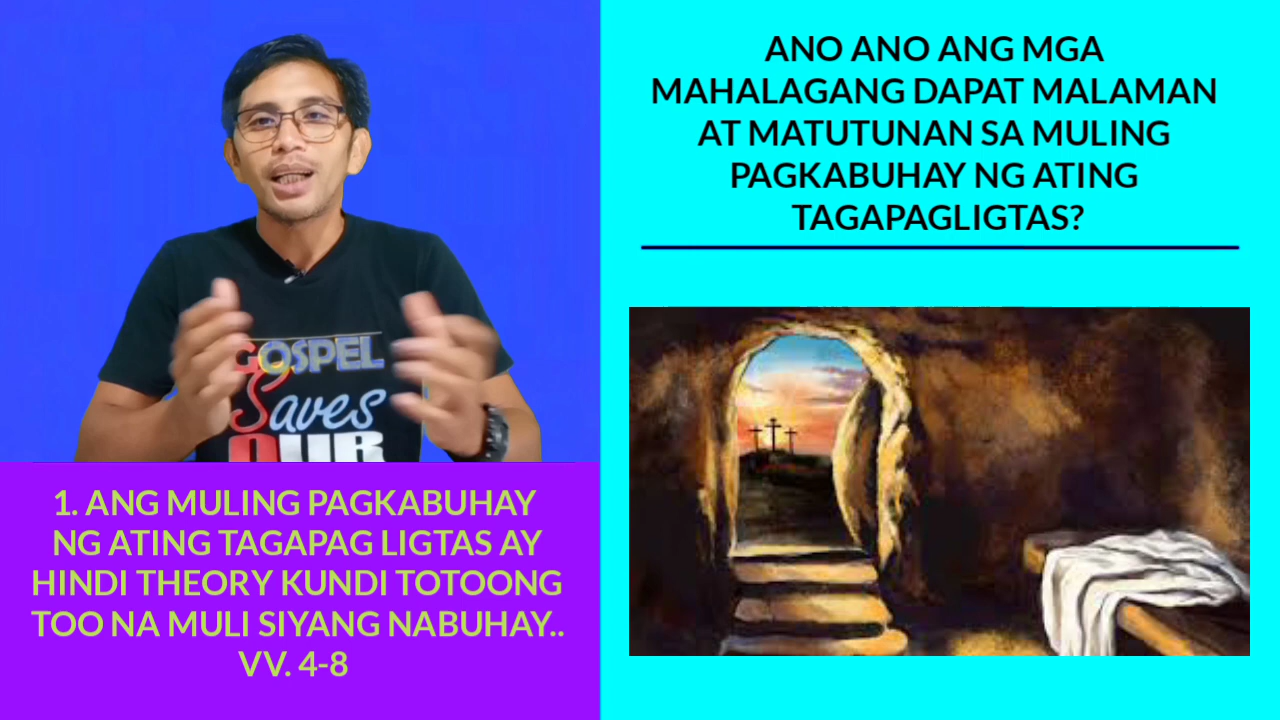 ANO ANO ANG MGA
MAHALAGANG DAPAT MALAMAN
AT MATUTUNAN SA MULING
PAGKABUHAY NG ATING
TAGAPAGLIGTAS?
GOSPEL
Saves
OUR
1. ANG MULING PAGKABUHAY
NG ATING TAGAPAG LIGTAS AY
HINDI THEORY KUNDI TOTOONG
TOO NA MULI SIYANG NABUHAY..
VV. 4-8